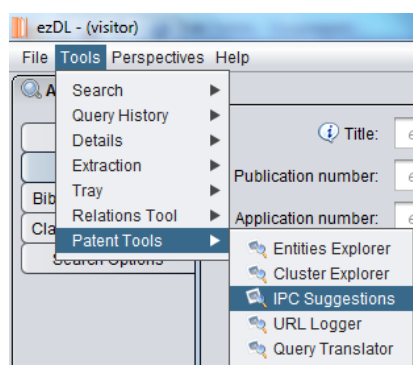 ezDL - (visitor)
File Tools Perspectives Help
A
Search
Query History
Title:
Details
Extraction
Publication number:
Tray
Bib
Relations Tool
Application number:
Cla
Patent Tools
Entities Explorer
Search Options
Cluster Explorer
IPC Suggestions
URL Logger
Query Translator